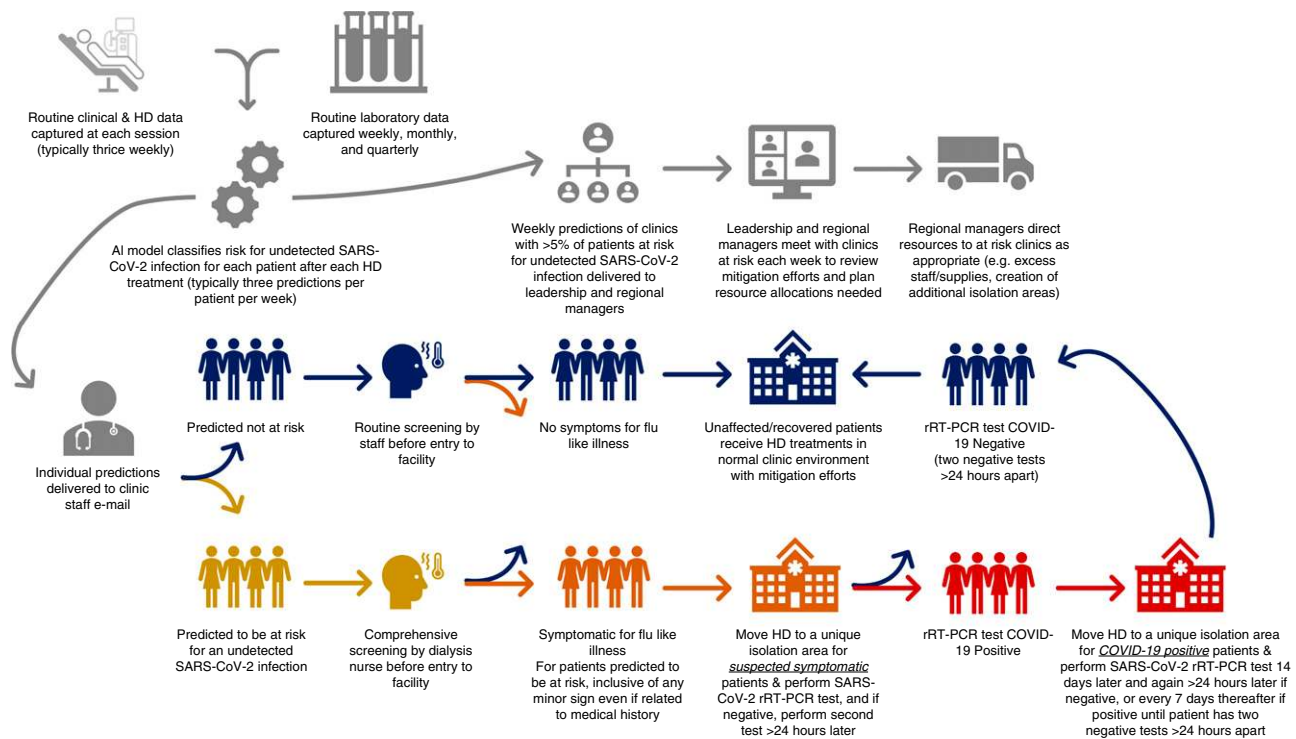 Routine clinical & HD data
captured at each session
(typically thrice weekly)
Routine laboratory data
captured weekly, monthly,
and quarterly
AI model classifies risk for undetected SARS-
CoV-2 infection for each patient after each HD
treatment (typically three predictions per
patient per week)
Weekly predictions of clinics
with >5% of patients at risk
for undetected SARS-CoV-2
infection delivered to
leadership and regional
managers
Leadership and regional
managers meet with clinics
at risk each week to review
mitigation efforts and plan
resource allocations needed
Regional managers direct
resources to at risk clinics as
appropriate (e.g. excess
staff/supplies, creation of
additional isolation areas)
Individual predictions
delivered to clinic
staff e-mail
Predicted not at risk
Routine screening by
staff before entry to
facility
No symptoms for flu
like illness
Unaffected/recovered patients
receive HD treatments in
normal clinic environment
with mitigation efforts
rRT-PCR test COVID-
19 Negative
(two negative tests
>24 hours apart)
Predicted to be at risk
for an undetected
SARS-CoV-2 infection
Comprehensive
screening by dialysis
nurse before entry to
facility
Symptomatic for flu like
illness
For patients predicted to
be at risk, inclusive of any
minor sign even if related
to medical history
Move HD to a unique
isolation area for
suspected symptomatic
patients & perform SARS-
CoV-2 rRT-PCR test, and if
negative, perform second
test >24 hours later
rRT-PCR test COVID-
19 Positive
Move HD to a unique isolation area
for COVID-19 positive patients &
perform SARS-CoV-2 rRT-PCR test 14
days later and again >24 hours later if
negative, or every 7 days thereafter if
positive until patient has two
negative tests >24 hours apart